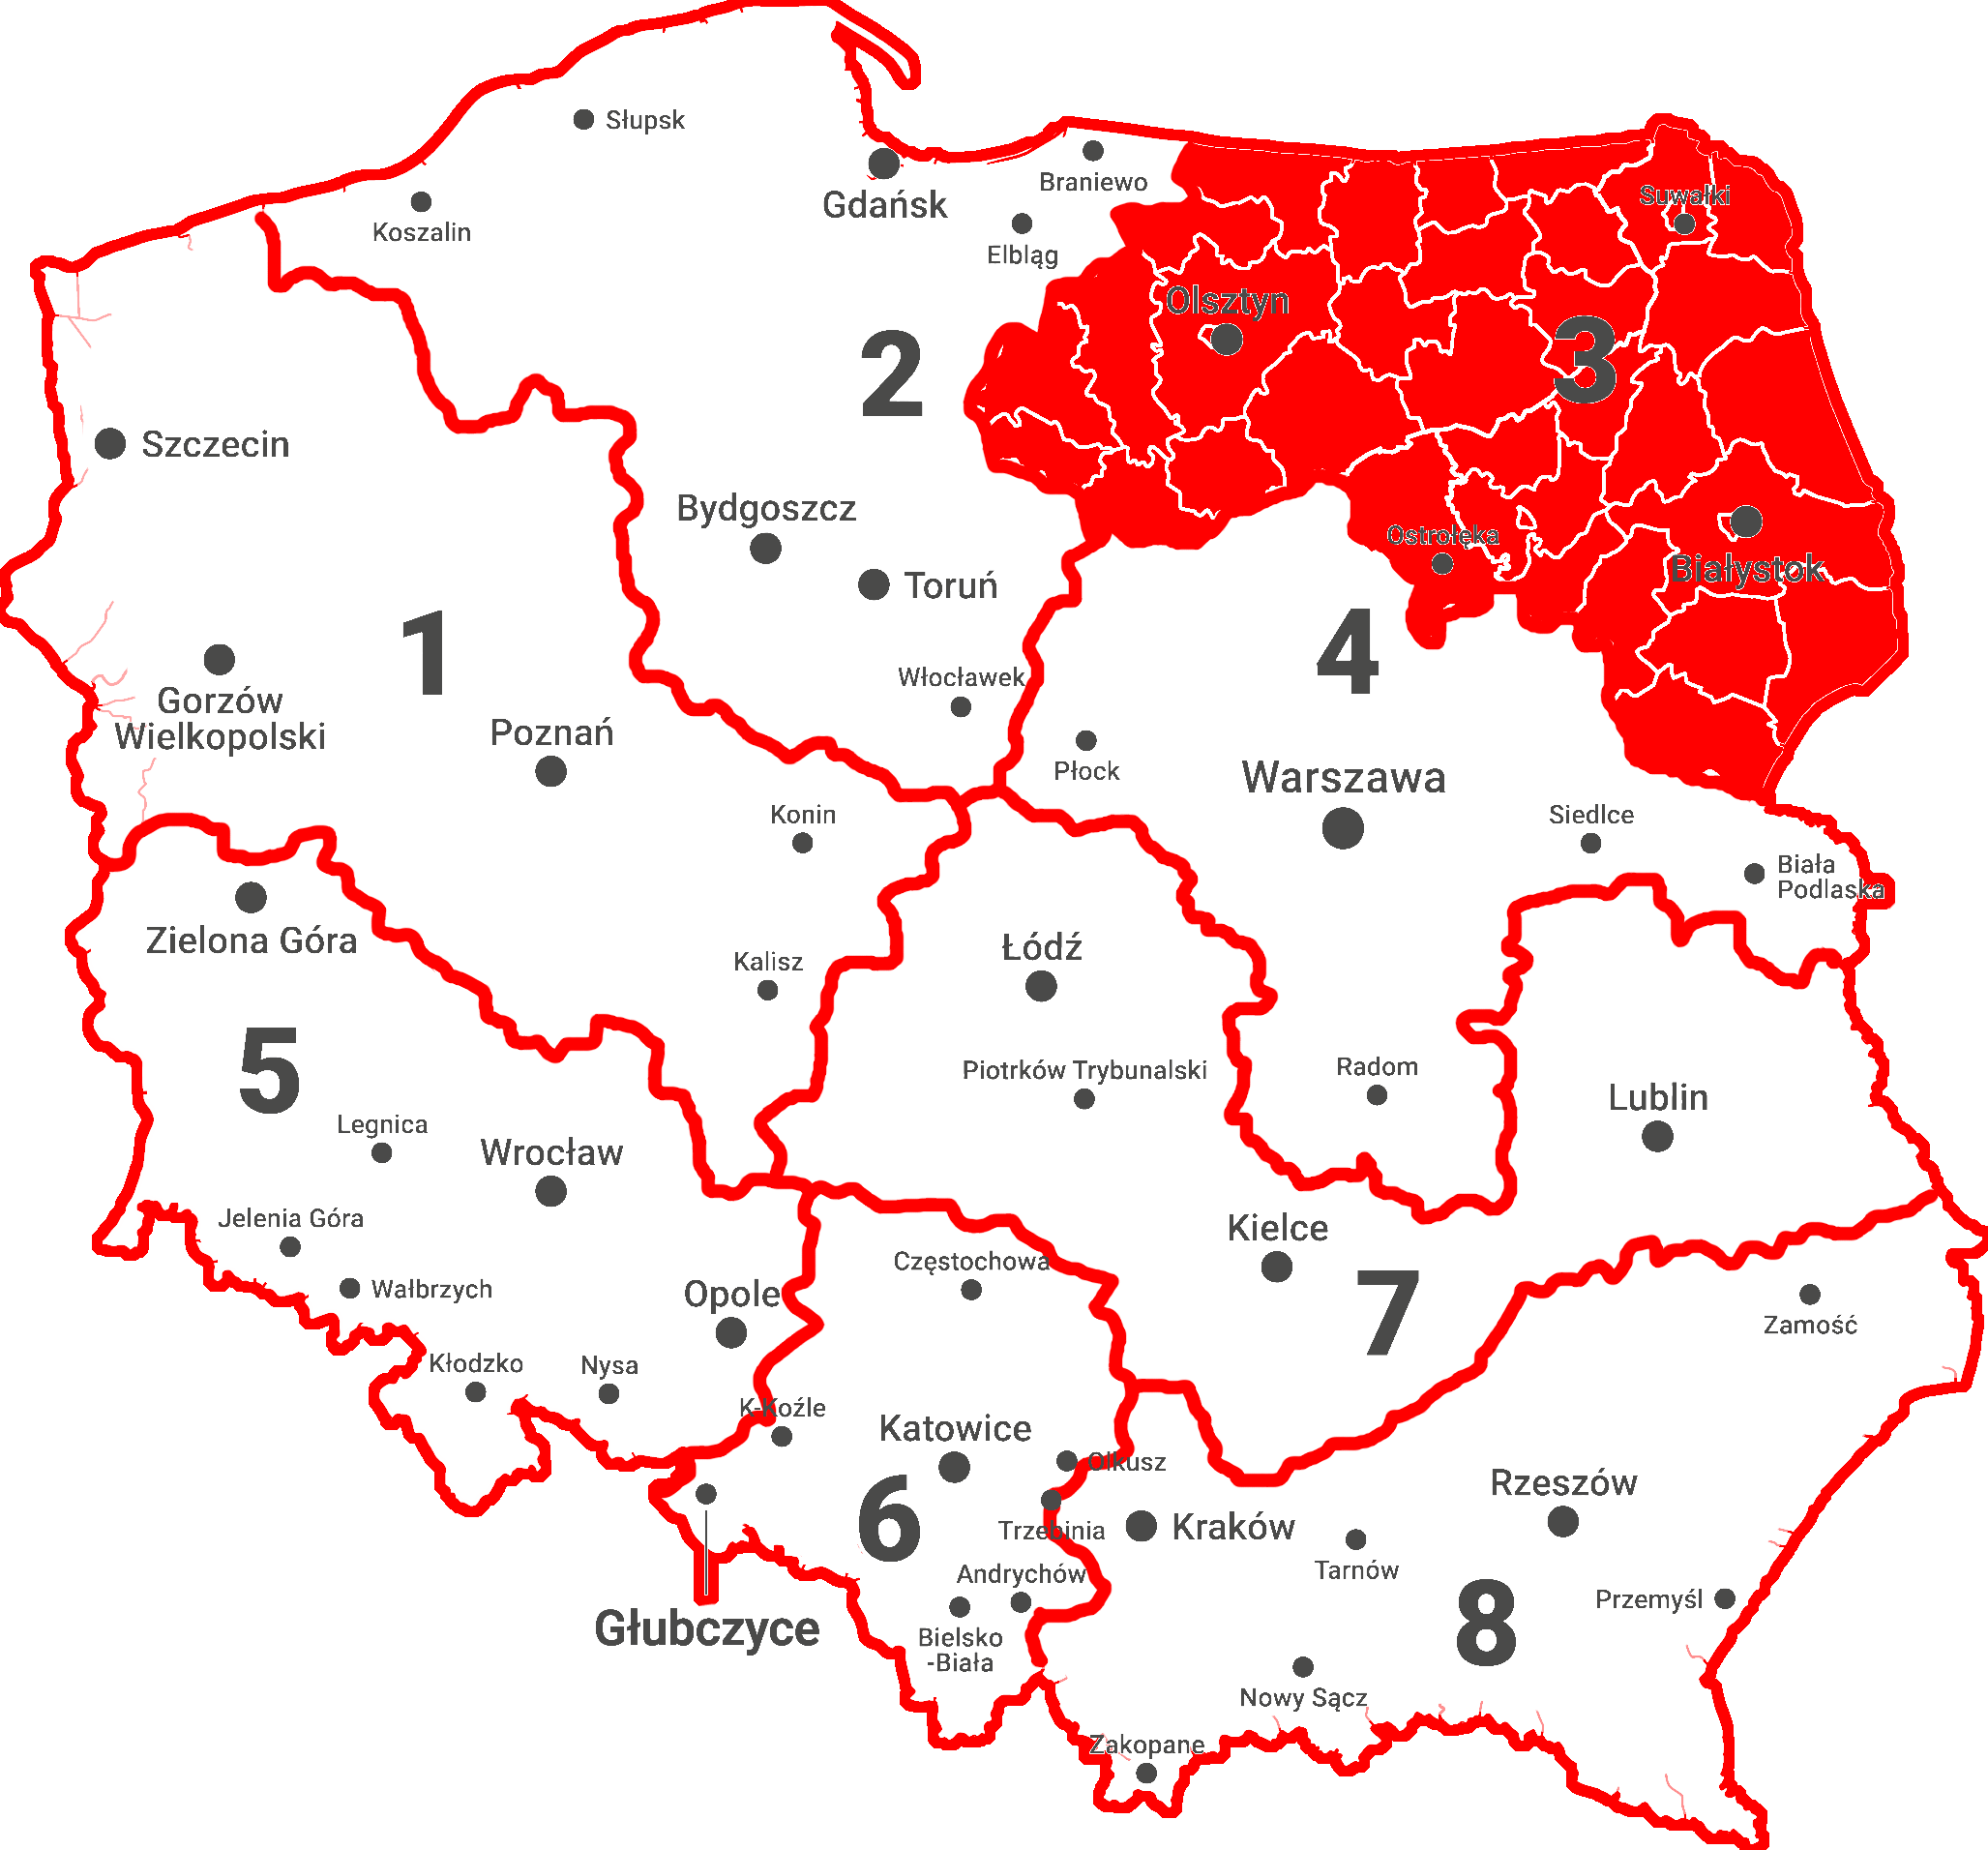 Słupsk
Braniewo
Gdańsk
Suwałki
Koszalin
Elbląg
Olsztyn
2
3
Szczecin
Bydgoszcz
Ostrołęka
Białystok
Toruń
1
4
Włocławek
Gorzów
Wielkopolski
Poznań
Płock
Warszawa
Konin
Siedlce
Biała
Podlaska
Zielona Góra
Łódź
Kalisz
5
Piotrków Trybunalski
Radom
Lublin
Legnica
Wrocław
Jelenia Góra
Kielce
Częstochowa
Wałbrzych
Opole
7
Zamość
Kłodzko
Nysa
K-Koźle
Katowice
Olkusz
Rzeszów
6
Trzebinia
Kraków
Tarnów
Andrychów
Przemyśl
Głubczyce
8
Bielsko
-Biała
Nowy Sącz
Zakopane